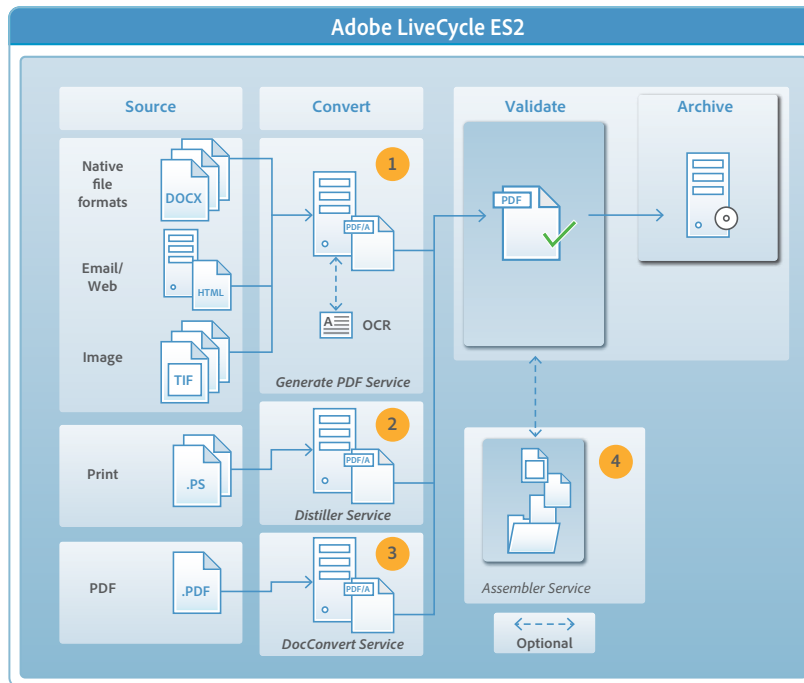 Adobe LiveCycle ES2
Source
Convert
Validate
Archive
Native
file
formats
DOCX
1
PDF/A
PDF
Email/
Web
HTML
A
OCR
Image
TIF
Generate PDF Service
Print
.PS
2
PDF/A
Distiller Service
4
Assembler Service
PDF
.PDF
3
PDF/A
DocConvert Service
Optional